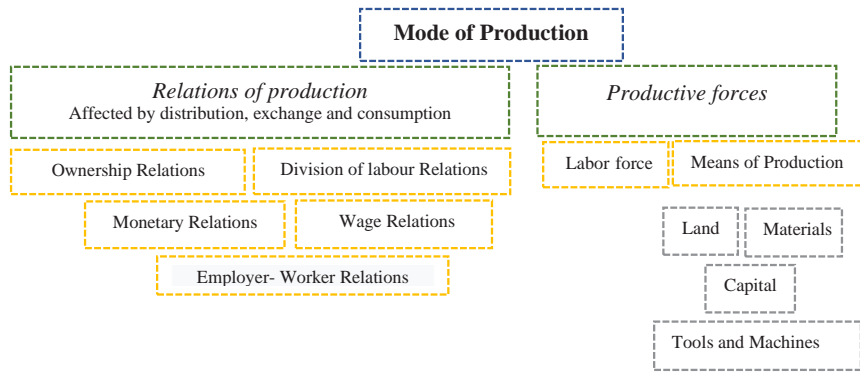 Mode of Production
Relations of production
Affected by distribution, exchange and consumption
Productive forces
Ownership Relations
Division of labour Relations
Labor force
Means of Production
Monetary Relations
Wage Relations
Land
Materials
Employer- Worker Relations
Capital
Tools and Machines